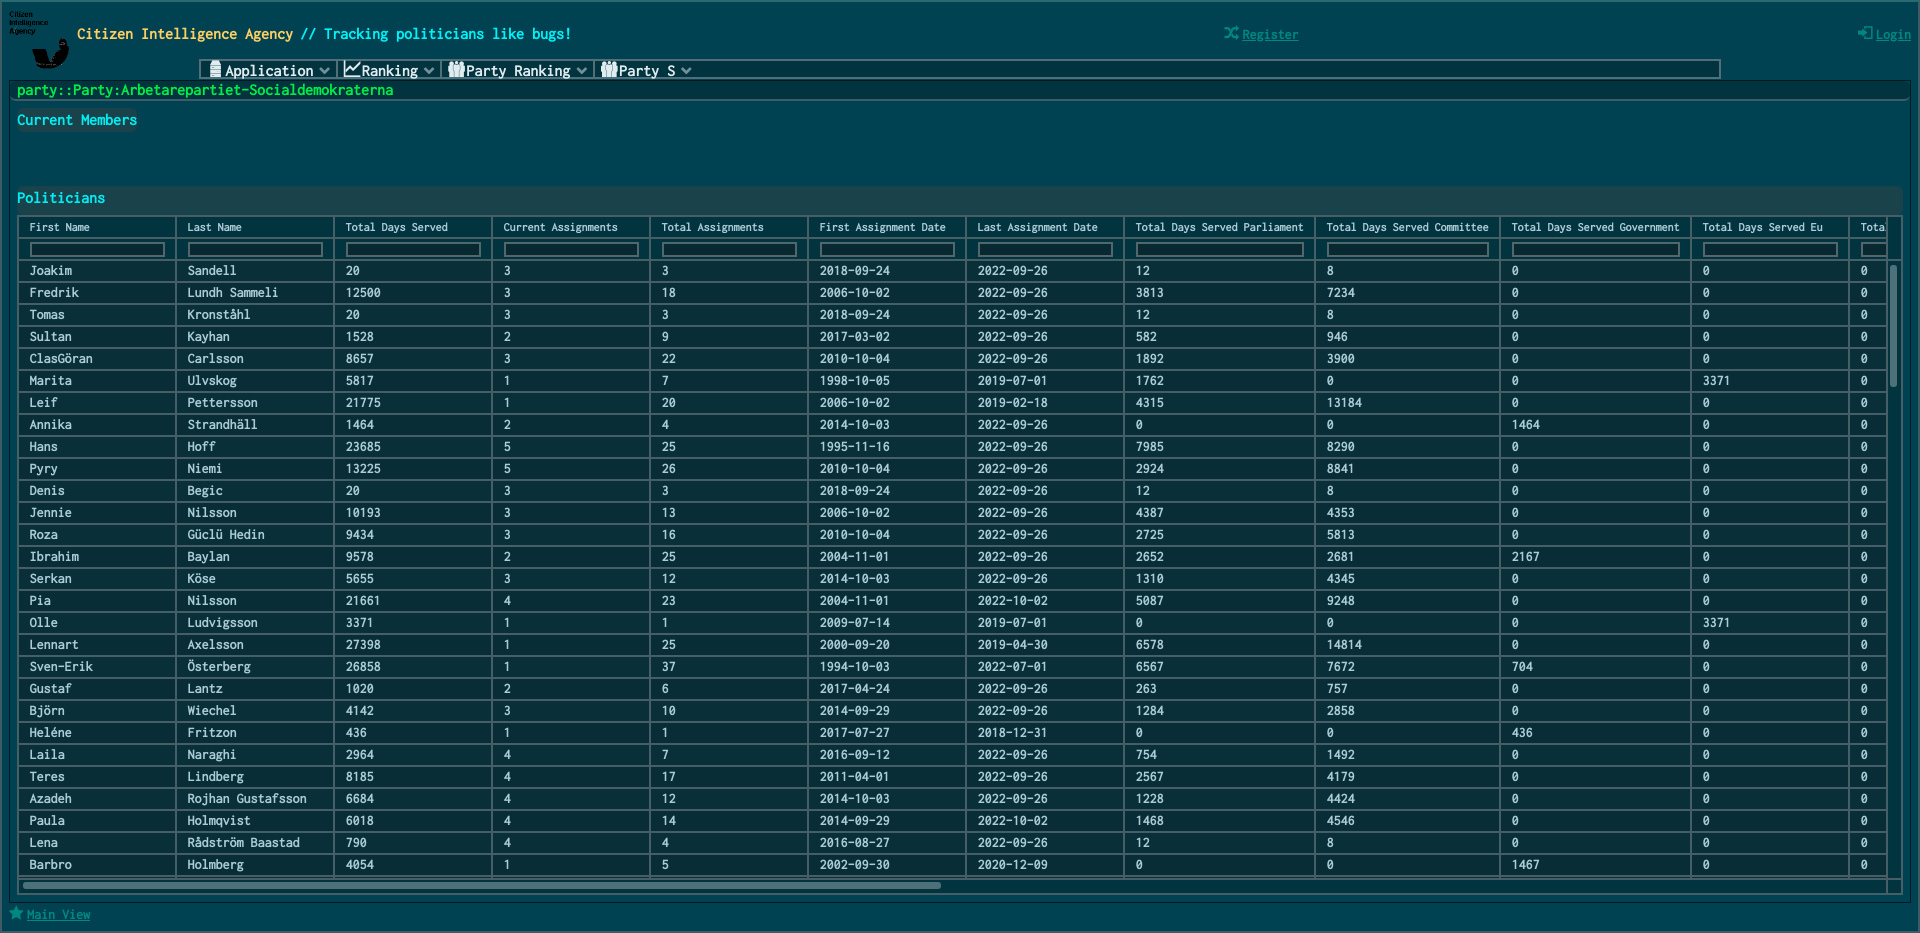 Citizen
Intelligence
Agency
Citizen Intelligence Agency // Tracking politicians like bugs!
Register
Login
Application Ranking Party Ranking Party S
party::Party:Arbetarepartiet-Socialdemokraterna
Current Members
Politicians
First Name Last Name Total Days Served Current Assignments Total Assignments First Assignment Date Last Assignment Date Total Days Served Parliament Total Days Served Committee Total Days Served Government Total Days Served Eu Tota
Joakim Sandell 20 3 3 2018-09-24 2022-09-26 12 8 0 0 0
Fredrik Lundh Sammeli 12500 3 18 2006-10-02 2022-09-26 3813 7234 0 0 0
Tomas Kronståhl 20 3 3 2018-09-24 2022-09-26 12 8 0 0 0
Sultan Kayhan 1528 2 9 2017-03-02 2022-09-26 582 946 0 0 0
ClasGöran Carlsson 8657 3 22 2010-10-04 2022-09-26 1892 3900 0 0 0
Marita Ulvskog 5817 1 7 1998-10-05 2019-07-01 1762 0 0 3371 0
Leif Pettersson 21775 1 20 2006-10-02 2019-02-18 4315 13184 0 0 0
Annika Strandhäll 1464 2 4 2014-10-03 2022-09-26 0 0 1464 0 0
Hans Hoff 23685 5 25 1995-11-16 2022-09-26 7985 8290 0 0 0
Pyry Niemi 13225 5 26 2010-10-04 2022-09-26 2924 8841 0 0 0
Denis Begic 20 3 3 2018-09-24 2022-09-26 12 8 0 0 0
Jennie Nilsson 10193 3 13 2006-10-02 2022-09-26 4387 4353 0 0 0
Roza Güclü Hedin 9434 3 16 2010-10-04 2022-09-26 2725 5813 0 0 0
Ibrahim Baylan 9578 2 25 2004-11-01 2022-09-26 2652 2681 2167 0 0
Serkan Köse 5655 3 12 2014-10-03 2022-09-26 1310 4345 0 0 0
Pia Nilsson 21661 4 23 2004-11-01 2022-10-02 5087 9248 0 0 0
Olle Ludvigsson 3371 1 1 2009-07-14 2019-07-01 0 0 0 3371 0
Lennart Axelsson 27398 1 25 2000-09-20 2019-04-30 6578 14814 0 0 0
Sven-Erik Österberg 26858 1 37 1994-10-03 2022-07-01 6567 7672 704 0 0
Gustaf Lantz 1020 2 6 2017-04-24 2022-09-26 263 757 0 0 0
Björn Wiechel 4142 3 10 2014-09-29 2022-09-26 1284 2858 0 0 0
Heléne Fritzon 436 1 1 2017-07-27 2018-12-31 0 0 436 0 0
Laila Naraghi 2964 4 7 2016-09-12 2022-09-26 754 1492 0 0 0
Teres Lindberg 8185 4 17 2011-04-01 2022-09-26 2567 4179 0 0 0
Azadeh Rojhan Gustafsson 6684 4 12 2014-10-03 2022-09-26 1228 4424 0 0 0
Paula Holmqvist 6018 4 14 2014-09-29 2022-10-02 1468 4546 0 0 0
Lena Rådström Baastad 790 4 4 2016-08-27 2022-09-26 12 8 0 0 0
Barbro Holmberg 4054 1 5 2002-09-30 2020-12-09 0 0 1467 0 0
Main View